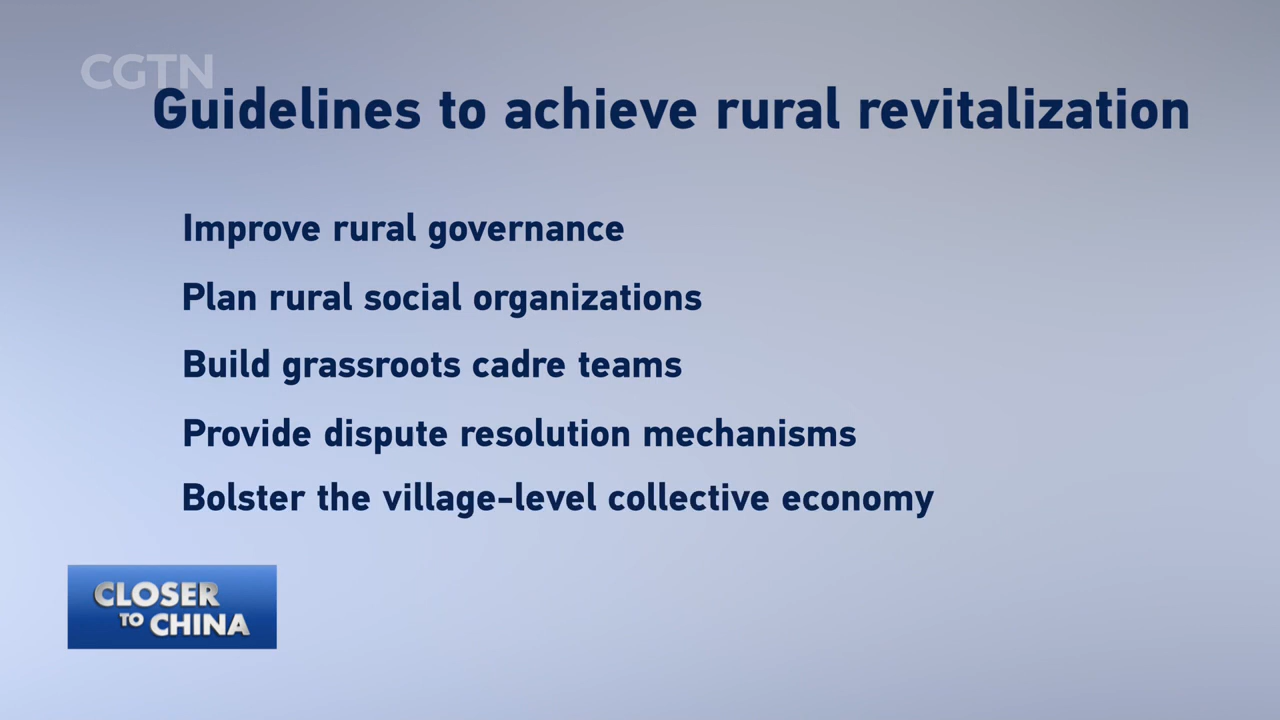 CGTN
Guidelines to achieve rural revitalization
Improve rural governance
Plan rural social organizations
Build grassroots cadre teams
Provide dispute resolution mechanisms
Bolster the village-level collective economy
CLOSER
TO CHINA